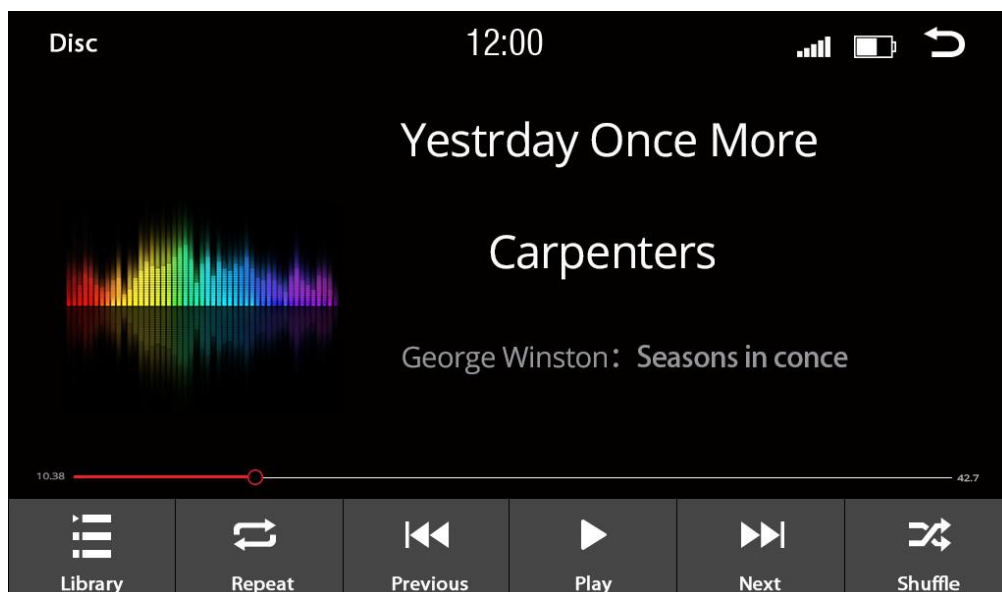 Disc 12:00
Yestrday Once More
Carpenters
George Winston： Seasons in conce
10.38 42.7
Library Repeat Previous Play Next Shuffle